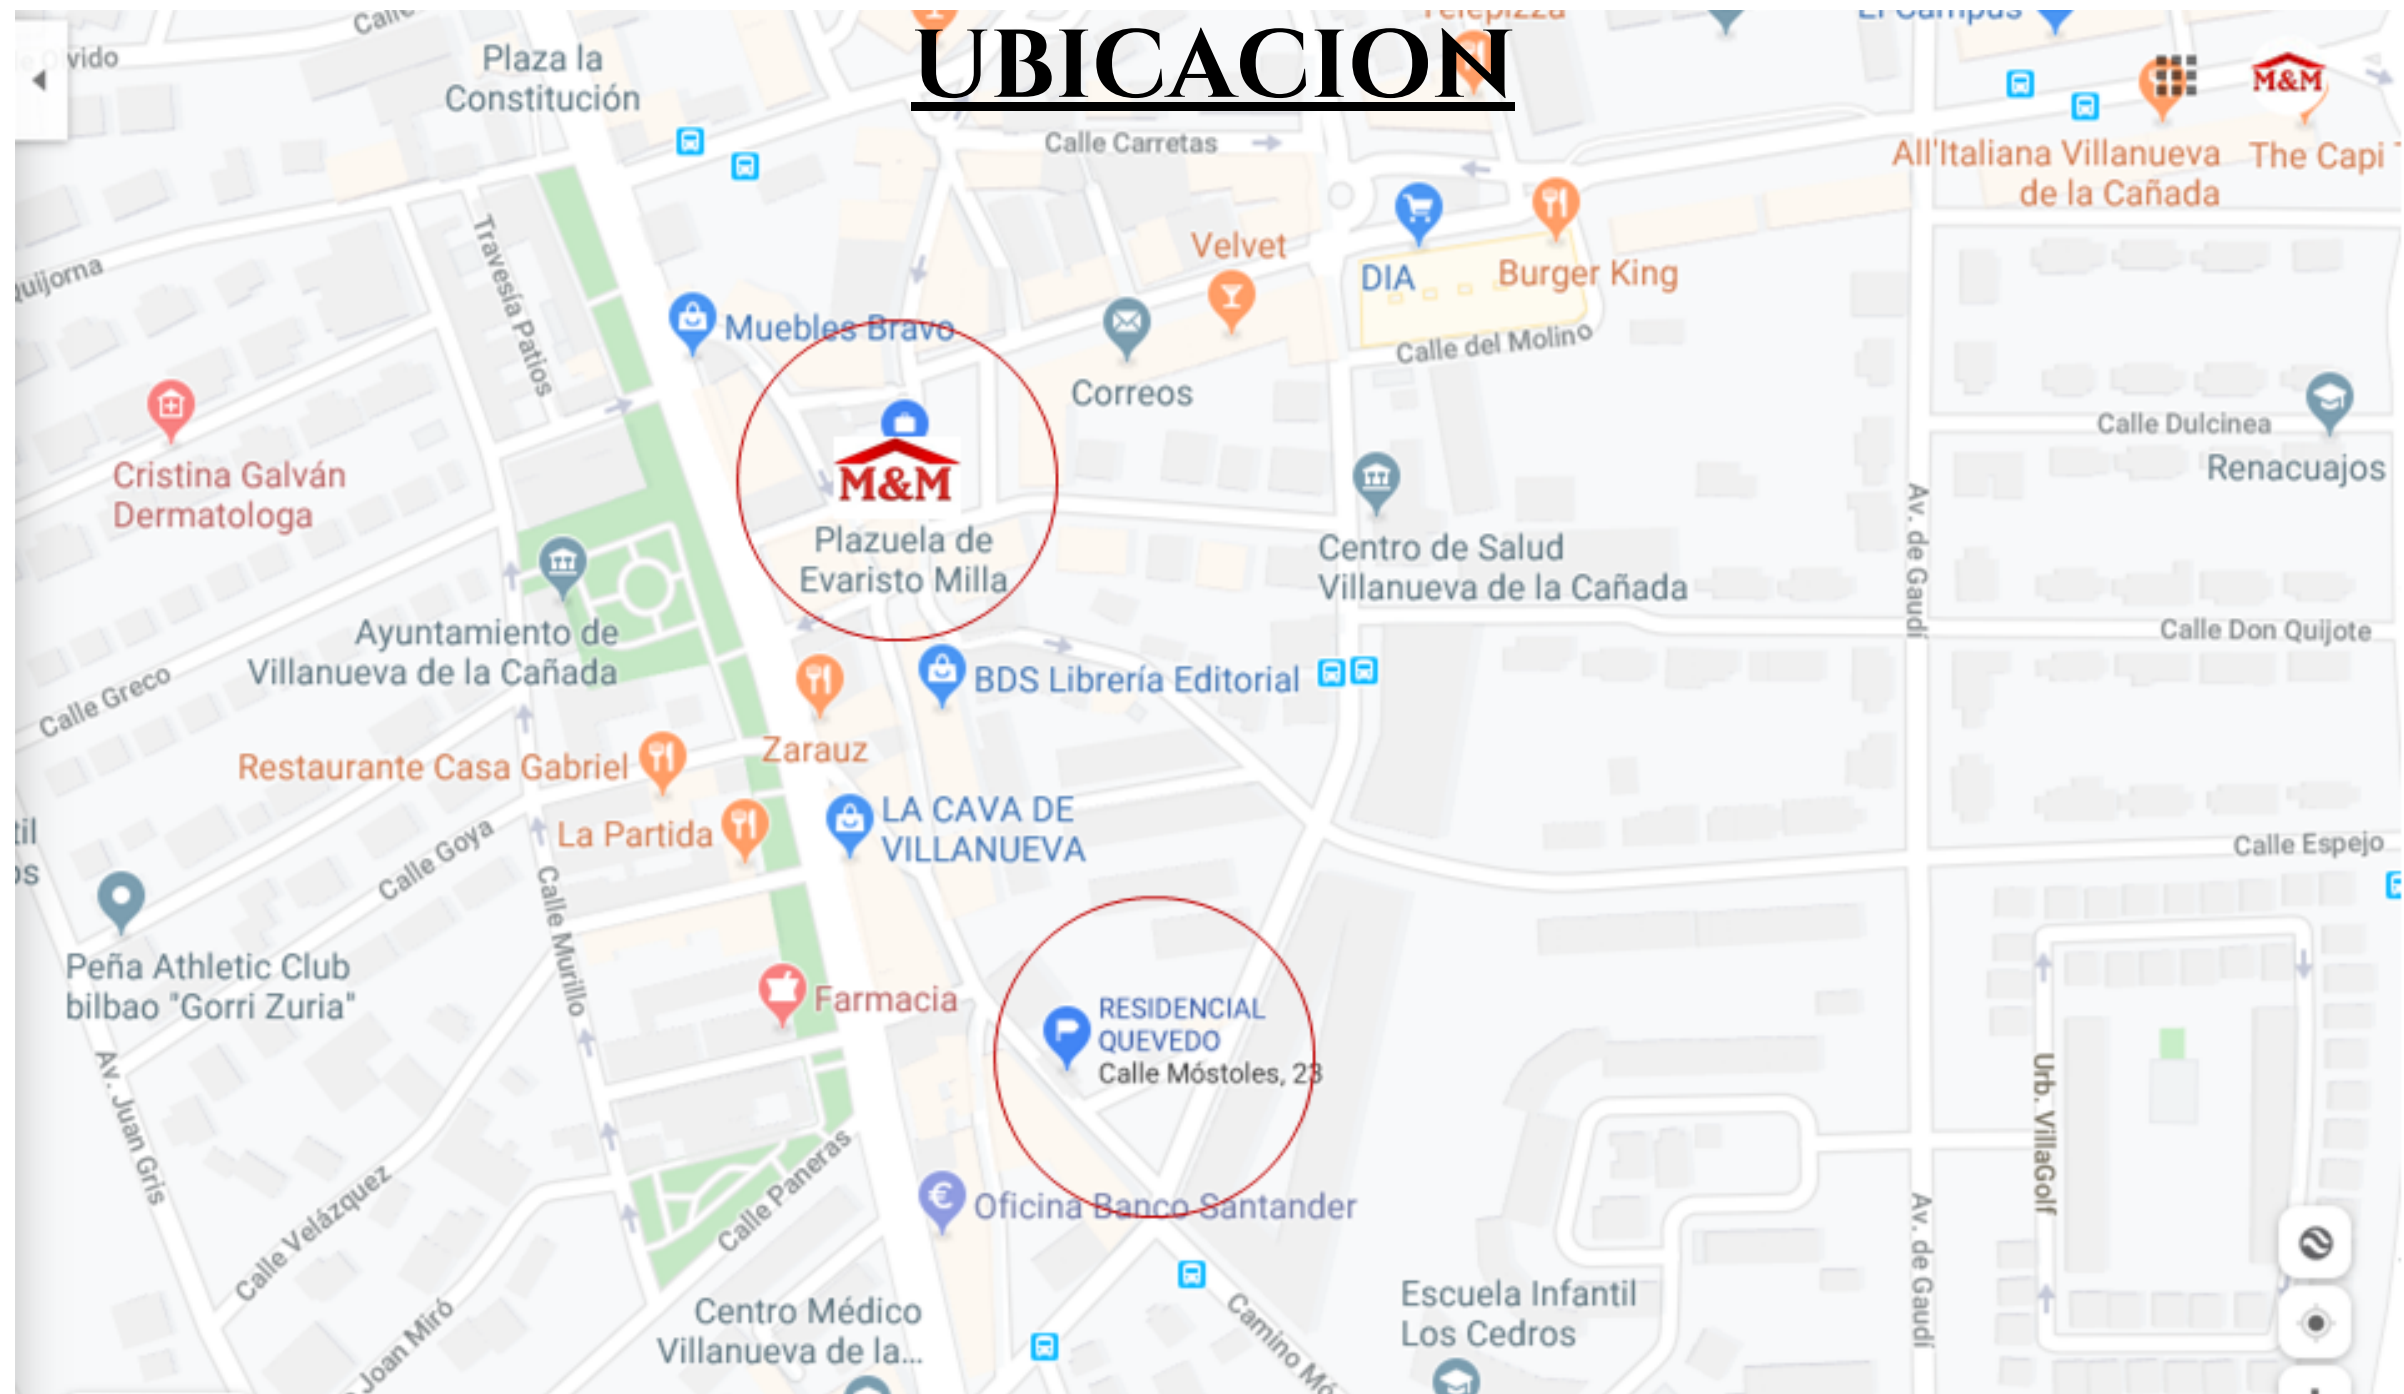 UBICACION
Plaza la
Constitución
Calle Carretas
M&M
All'Italiana Villanueva
de la Cañada
The Capi
Travesía Patios
Velvet
DIA
Burger King
Quijorna
Muebles Bravo
Calle del Molino
Correos
Calle Dulcinea
Renacuajos
Cristina Galván
Dermatologa
M&M
Plazuela de
Evaristo Milla
Centro de Salud
Villanueva de la Cañada
Av. de Gaudí
Ayuntamiento de
Villanueva de la Cañada
Calle Don Quijote
Calle Greco
BDS Librería Editorial
Zarauz
Restaurante Casa Gabriel
LA CAVA DE
VILLANUEVA
La Partida
Calle Goya
Calle Espejo
Calle Murillo
Peña Athletic Club
bilbao "Gorri Zuria"
Farmacia
RESIDENCIAL
QUEVEDO
Calle Móstoles, 23
Av. Juan Gris
Urb. VillaGolf
Calle Paneras
Calle Velázquez
Oficina Banco Santander
Av. de Gaudí
Centro Médico
Villanueva de la...
Escuela Infantil
Los Cedros
Joan Miró
Camino Mó